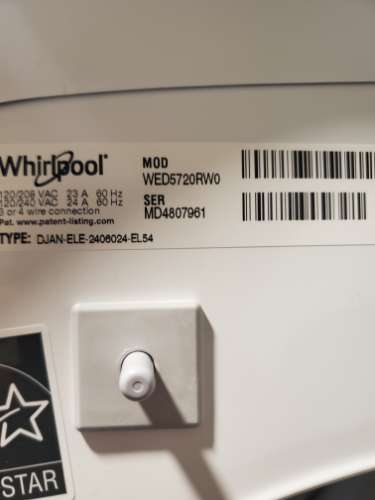 Whirlpool®
120/208 VAC 23 A 60 Hz
120/240 VAC 24 A 60 Hz
3 or 4 wire connection
Pat. www.patent-listing.com
TYPE: DJAN-ELE-2406024-EL54
MOD
WED5720RW0
SER
MD4807961
STAR